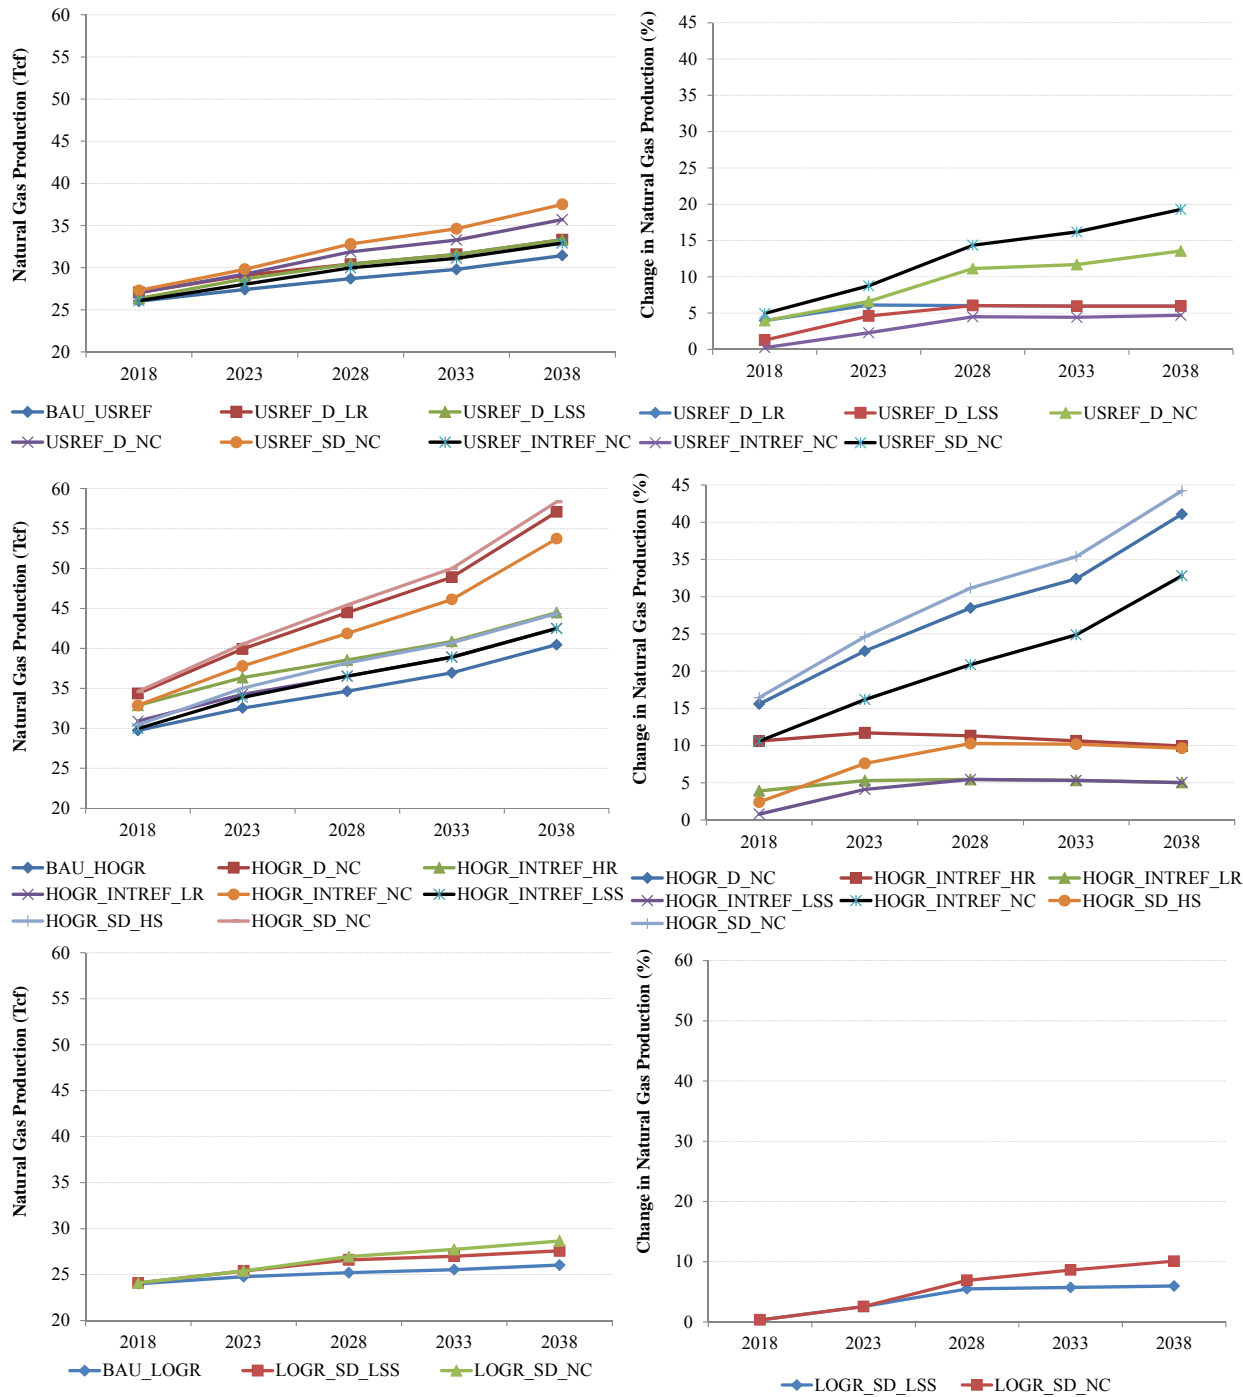 Natural Gas Production (Tcf)
60
55
50
45
40
35
30
25
20
2018 2023 2028 2033 2038
BAU_USREF USREF_D_LR USREF_D_LSS
USREF_D_NC USREF_SD_NC USREF_INTREF_NC
Change in Natural Gas Production (%)
45
40
35
30
25
20
15
10
5
0
2018 2023 2028 2033 2038
USREF_D_LR USREF_D_LSS USREF_D_NC
USREF_INTREF_NC USREF_SD_NC
Natural Gas Production (Tcf)
60
55
50
45
40
35
30
25
20
2018 2023 2028 2033 2038
BAU_HOGR HOGR_D_NC HOGR_INTREF_HR
HOGR_INTREF_LR HOGR_INTREF_NC HOGR_INTREF_LSS
HOGR_SD_HS HOGR_SD_NC
Change in Natural Gas Production (%)
45
40
35
30
25
20
15
10
5
0
2018 2023 2028 2033 2038
HOGR_D_NC HOGR_INTREF_HR HOGR_INTREF_LR
HOGR_INTREF_LSS HOGR_INTREF_NC HOGR_SD_HS
HOGR_SD_NC
Natural Gas Production (Tcf)
60
55
50
45
40
35
30
25
20
2018 2023 2028 2033 2038
BAU_LOGR LOGR_SD_LSS LOGR_SD_NC
Change in Natural Gas Production (%)
60
50
40
30
20
10
0
2018 2023 2028 2033 2038
LOGR_SD_LSS LOGR_SD_NC